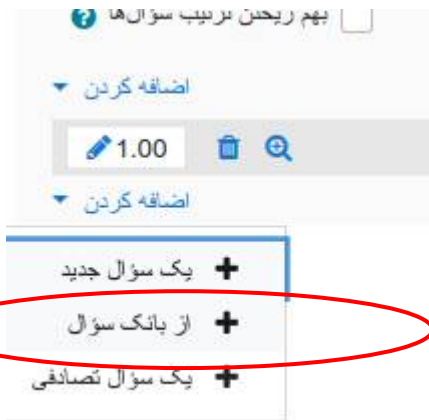 بهم ریختن ترتیب سؤال‌ها
اضافه کردن
1.00
اضافه کردن
یک سؤال جدید
از بانک سؤال
یک سؤال تصادفی